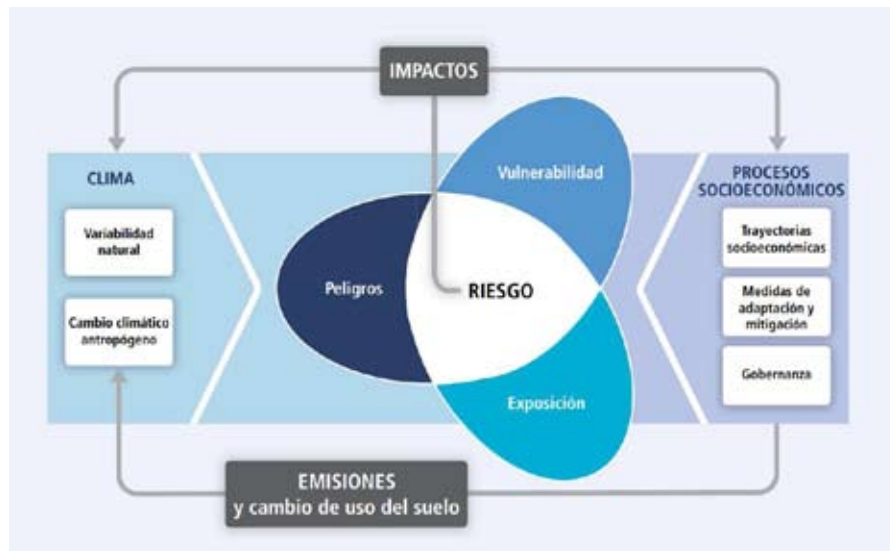 IMPACTOS
CLIMA
Variabilidad
natural
Cambio climático
antropógeno
Peligros
Vulnerabilidad
RIESGO
Exposición
PROCESOS
SOCIOECONÓMICOS
Trayectorias
socioeconómicas
Medidas de
adaptación y
mitigación
Gobernanza
EMISIONES
y cambio de uso del suelo